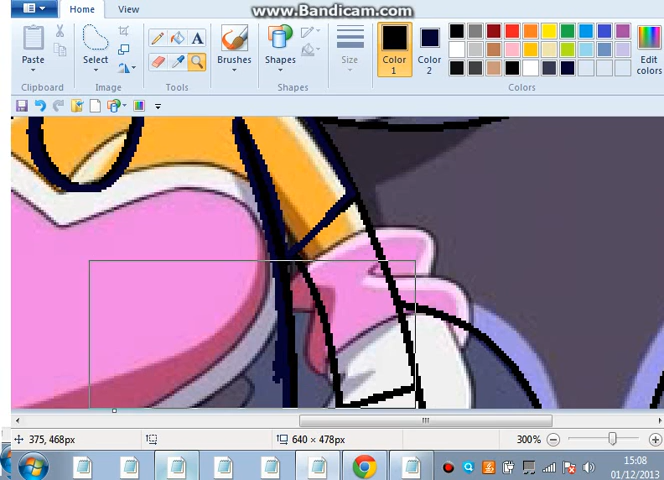 www.Bandicam.com
Home View
Paste Select A Brushes Shapes Size Color 1 Color 2 Edit colors
Clipboard Image Tools Shapes Colors
375, 468px 640 × 478px 300%
15:08
01/12/2013